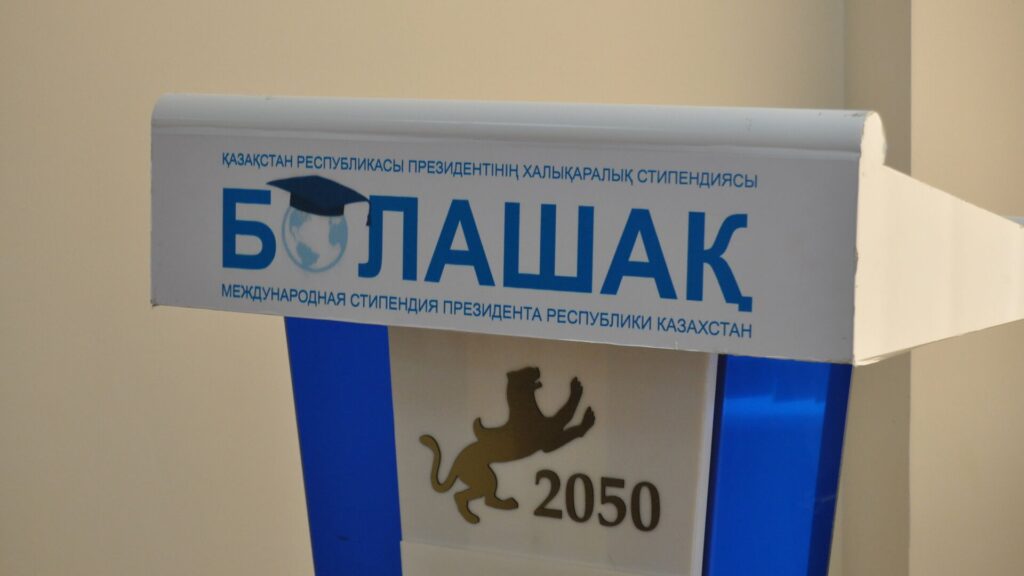 ҚАЗАҚСТАН РЕСПУБЛИКАСЫ ПРЕЗИДЕНТІНІҢ ХАЛЫҚАРАЛЫҚ СТИПЕНДИЯСЫ
БОЛАШАҚ
МЕЖДУНАРОДНАЯ СТИПЕНДИЯ ПРЕЗИДЕНТА РЕСПУБЛИКИ КАЗАХСТАН
2050